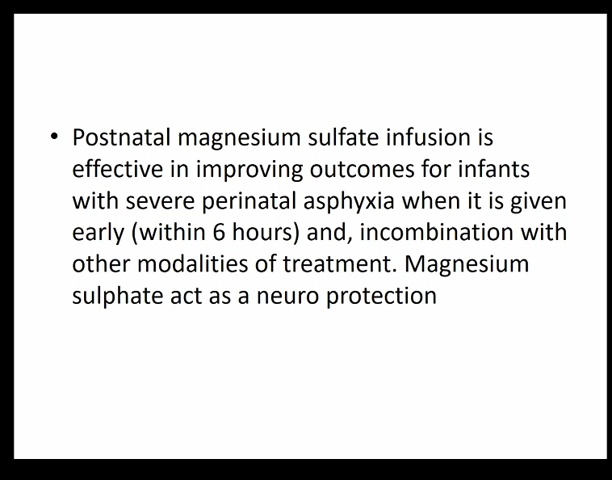 • Postnatal magnesium sulfate infusion is
effective in improving outcomes for infants
with severe perinatal asphyxia when it is given
early (within 6 hours) and, incombination with
other modalities of treatment. Magnesium
sulphate act as a neuro protection